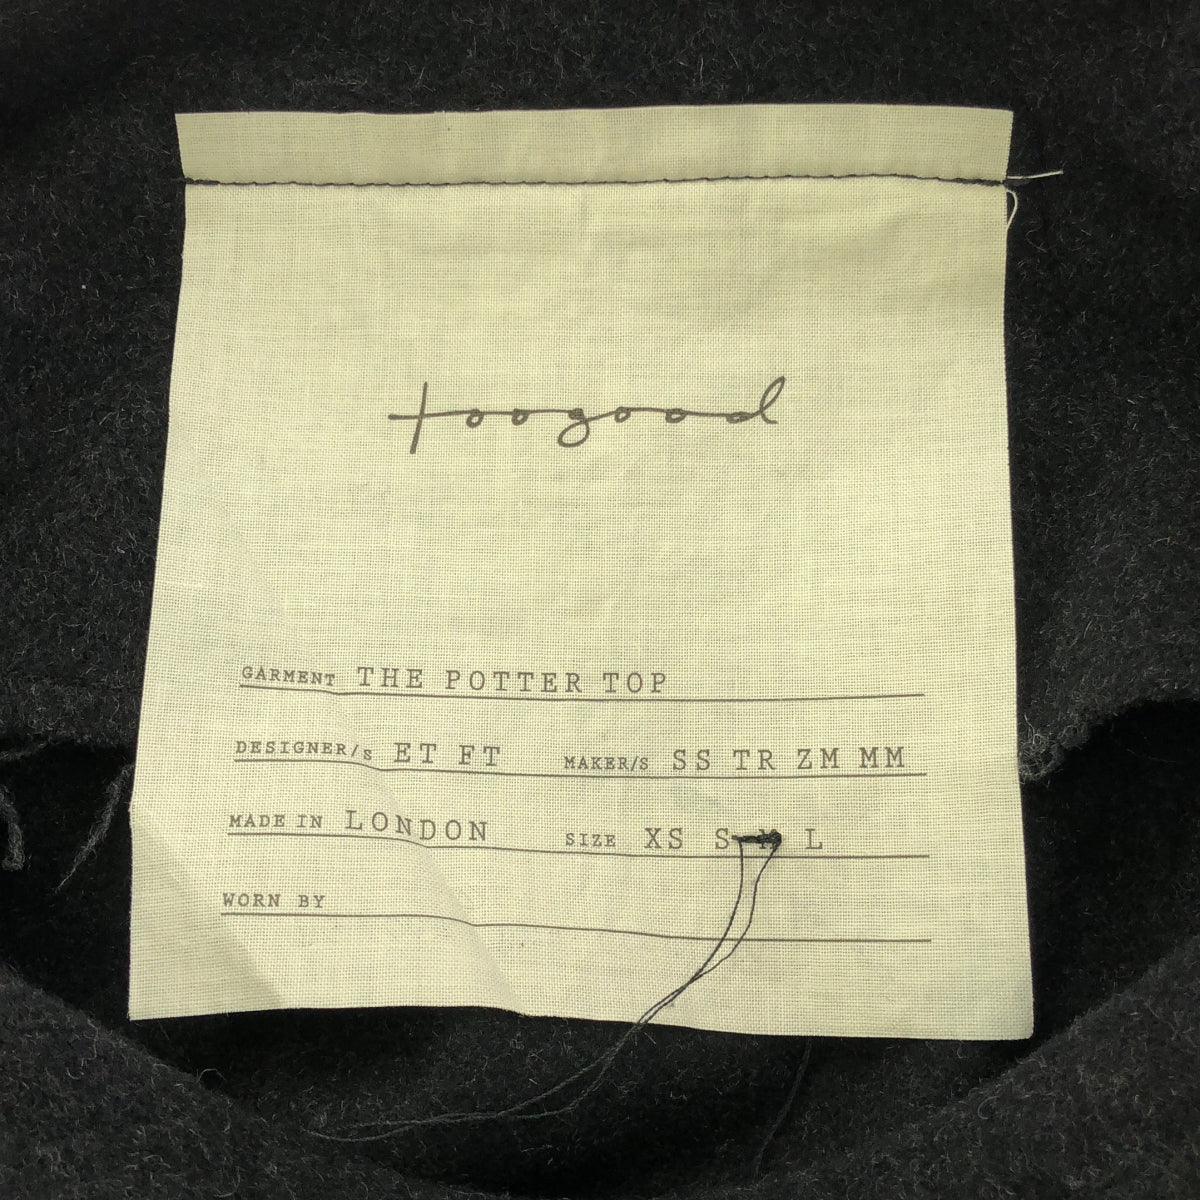 toogood
GARMENT THE POTTER TOP
DESIGNER/s ET FT MAKER/S SS TR ZM MM
MADE IN LONDON SIZE XS S M L
WORN BY